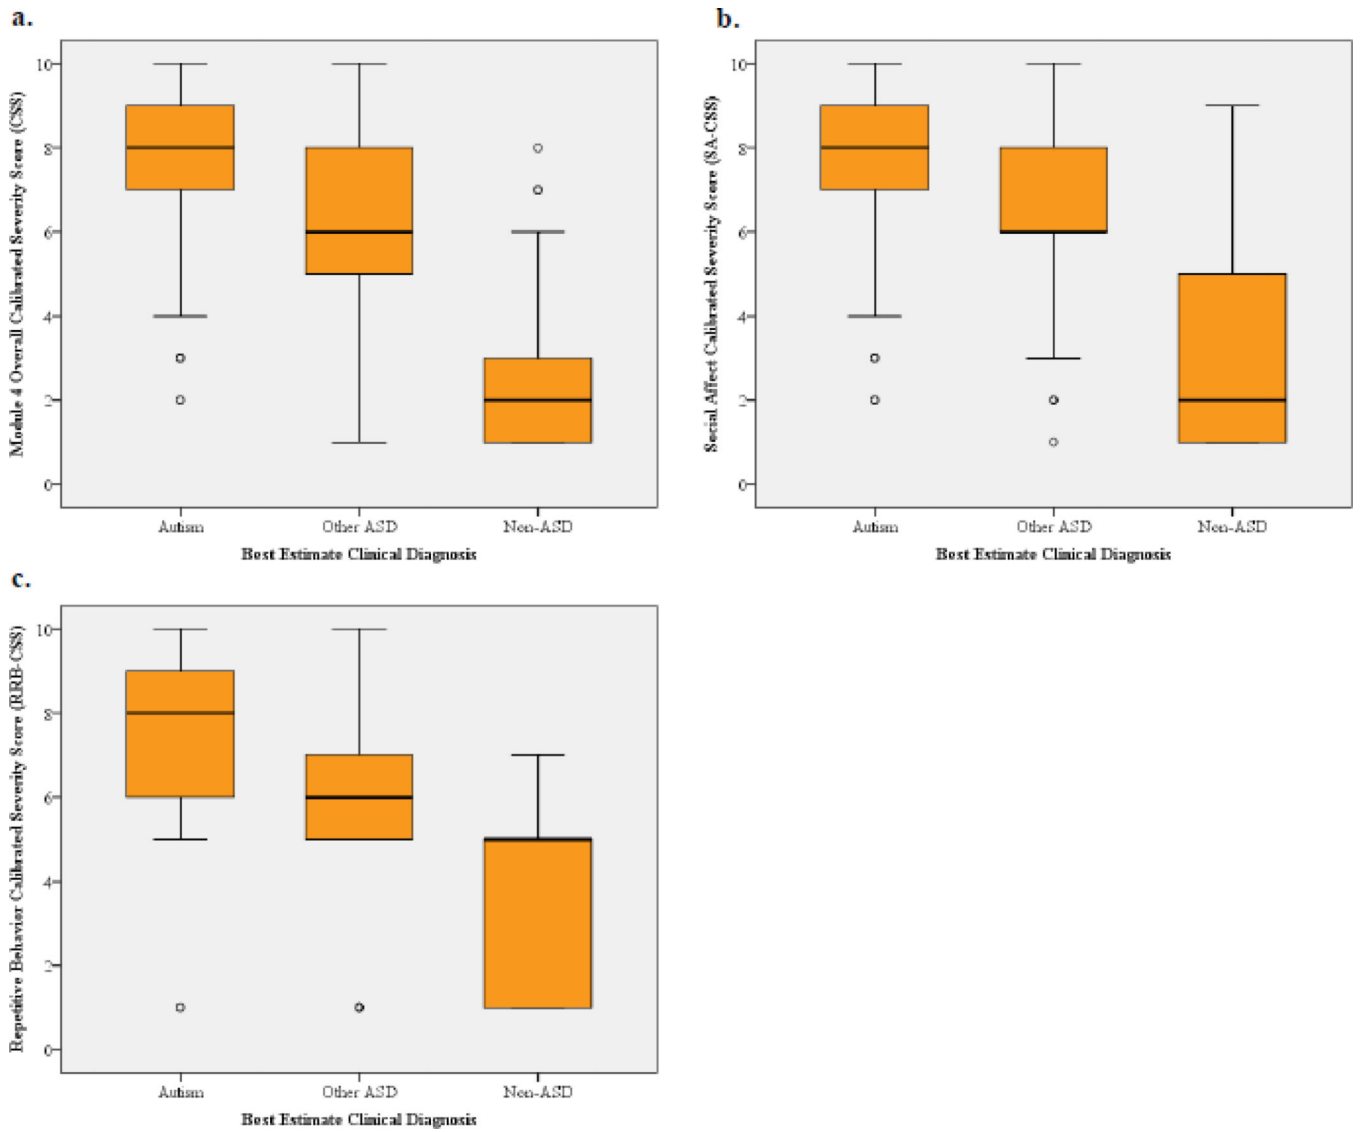 a.
Module 4 Overall Calibrated Severity Score (CSS)
10
8
6
4
2
0
Autism
Other ASD
Non-ASD
Best Estimate Clinical Diagnosis
b.
Social Affect Calibrated Severity Score (SA-CSS)
10
8
6
4
2
0
Autism
Other ASD
Non-ASD
Best Estimate Clinical Diagnosis
c.
Repetitive Behavior Calibrated Severity Score (RRB-CSS)
10
8
6
4
2
0
Autism
Other ASD
Non-ASD
Best Estimate Clinical Diagnosis